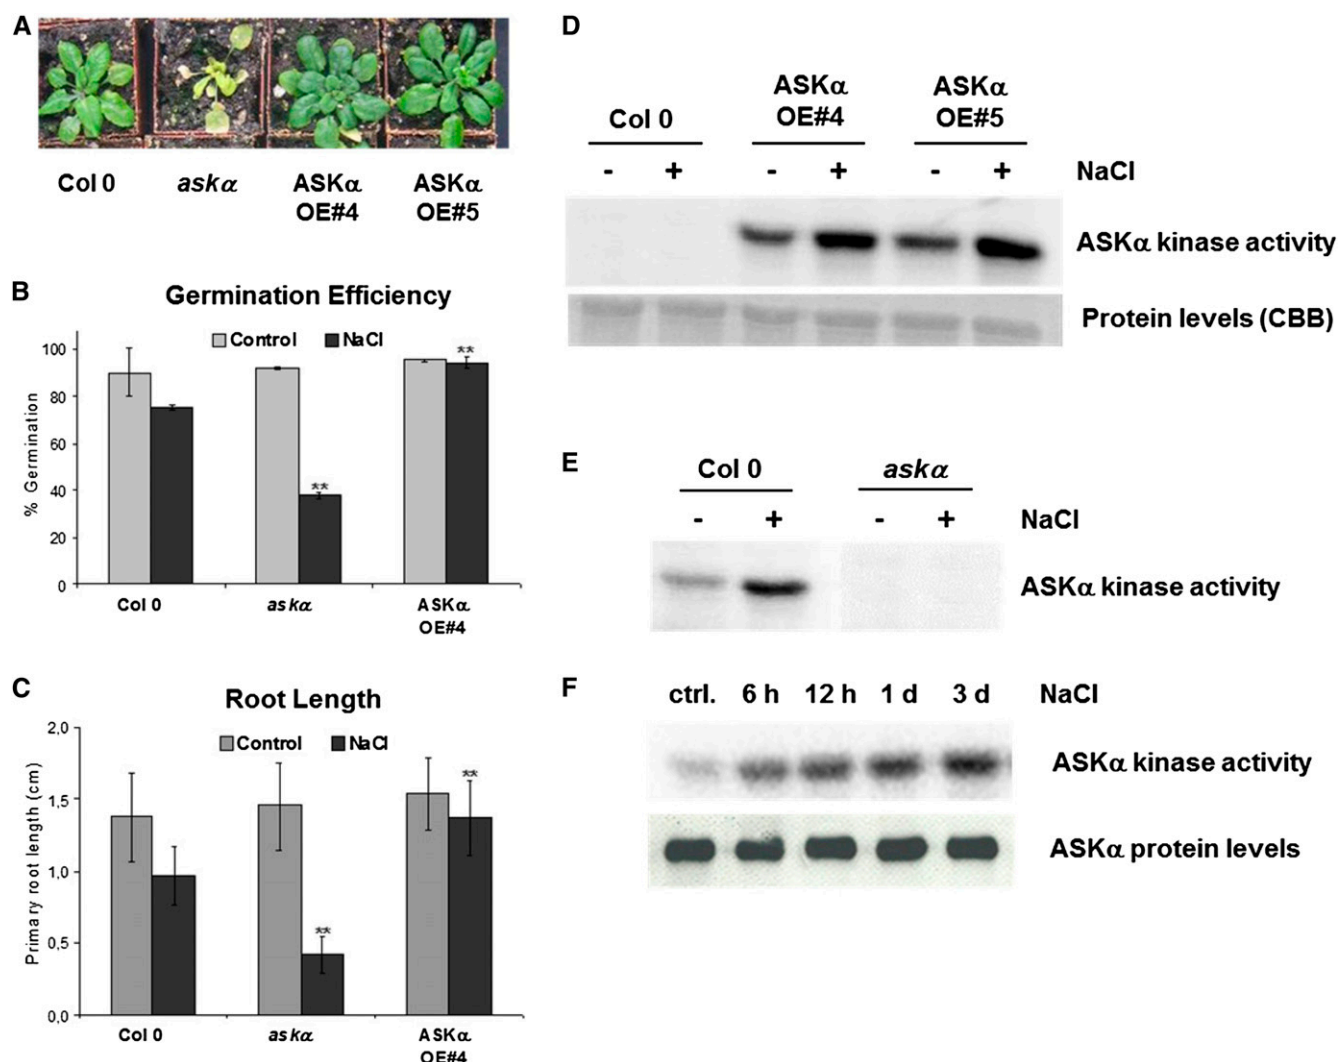 A
Col 0
askα
ASKα
OE#4
ASKα
OE#5
B
Germination Efficiency
Control
NaCl
% Germination
100
80
60
40
20
0
**
**
Col 0
askα
ASKα
OE#4
C
Root Length
Control
NaCl
Primary root length (cm)
2,0
1,5
1,0
0,5
0,0
**
**
Col 0
askα
ASKα
OE#4
D
Col 0
ASKα
OE#4
ASKα
OE#5
- + - + - + NaCl
ASKα kinase activity
Protein levels (CBB)
E
Col 0
askα
- + - + NaCl
ASKα kinase activity
F
ctrl. 6 h 12 h 1 d 3 d NaCl
ASKα kinase activity
ASKα protein levels